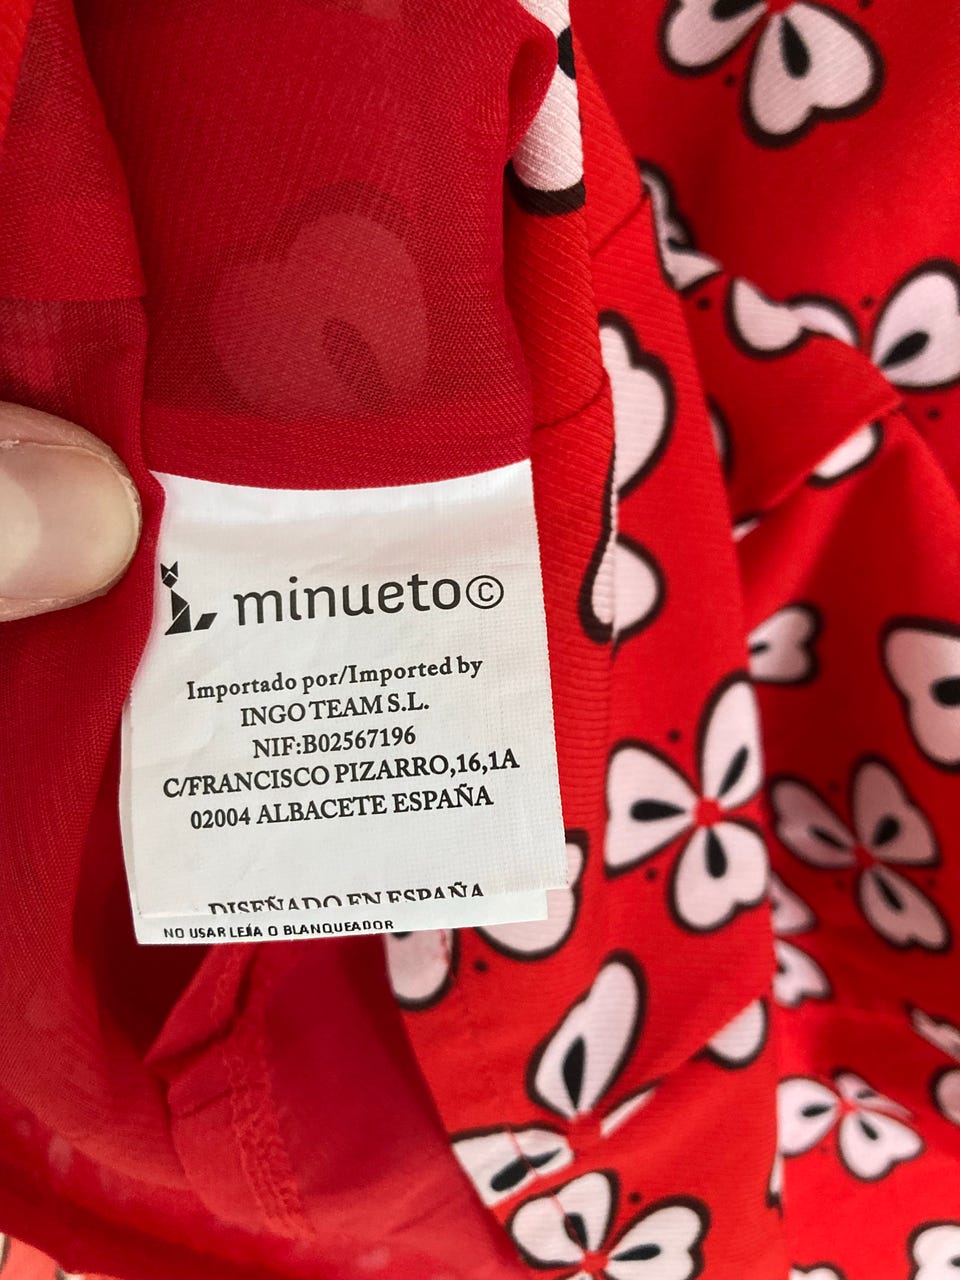 minueto©
Importado por/Imported by
INGO TEAM S.L.
NIF:B02567196
C/FRANCISCO PIZARRO,16,1A
02004 ALBACETE ESPAÑA
DISEÑADO EN ESPAÑA
NO USAR LEJÍA O BLANQUEADOR